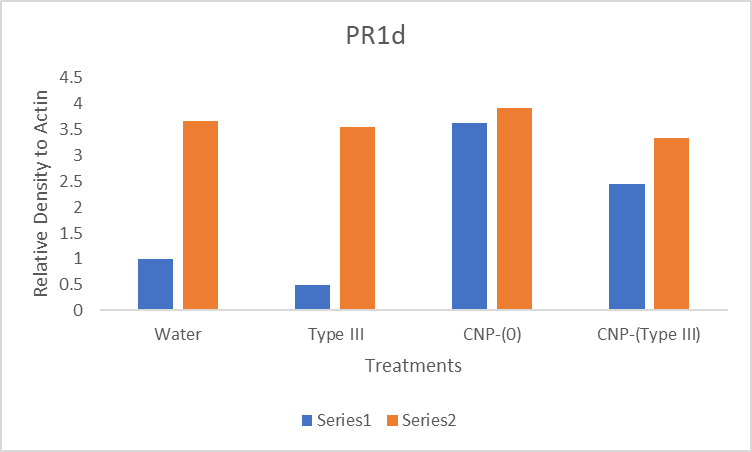 PR1d
Relative Density to Actin
4.5
4
3.5
3
2.5
2
1.5
1
0.5
0
Water Type III CNP-(0) CNP-(Type III)
Treatments
Series1 Series2